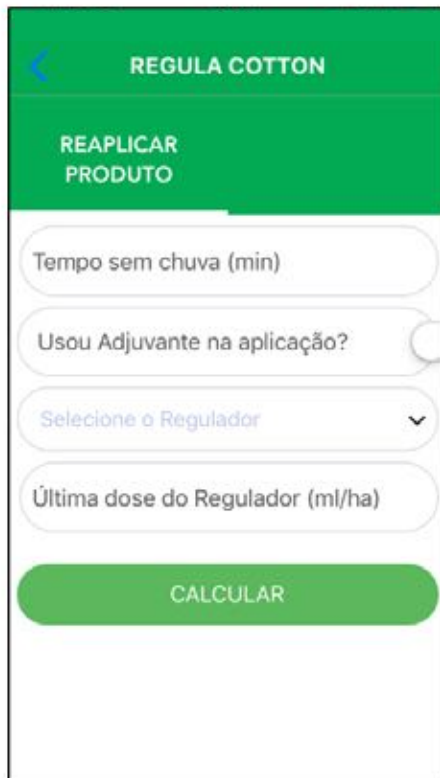 REGULA COTTON
REAPLICAR
PRODUTO
Tempo sem chuva (min)
Usou Adjuvante na aplicação?
Selecione o Regulador
Última dose do Regulador (ml/ha)
CALCULAR